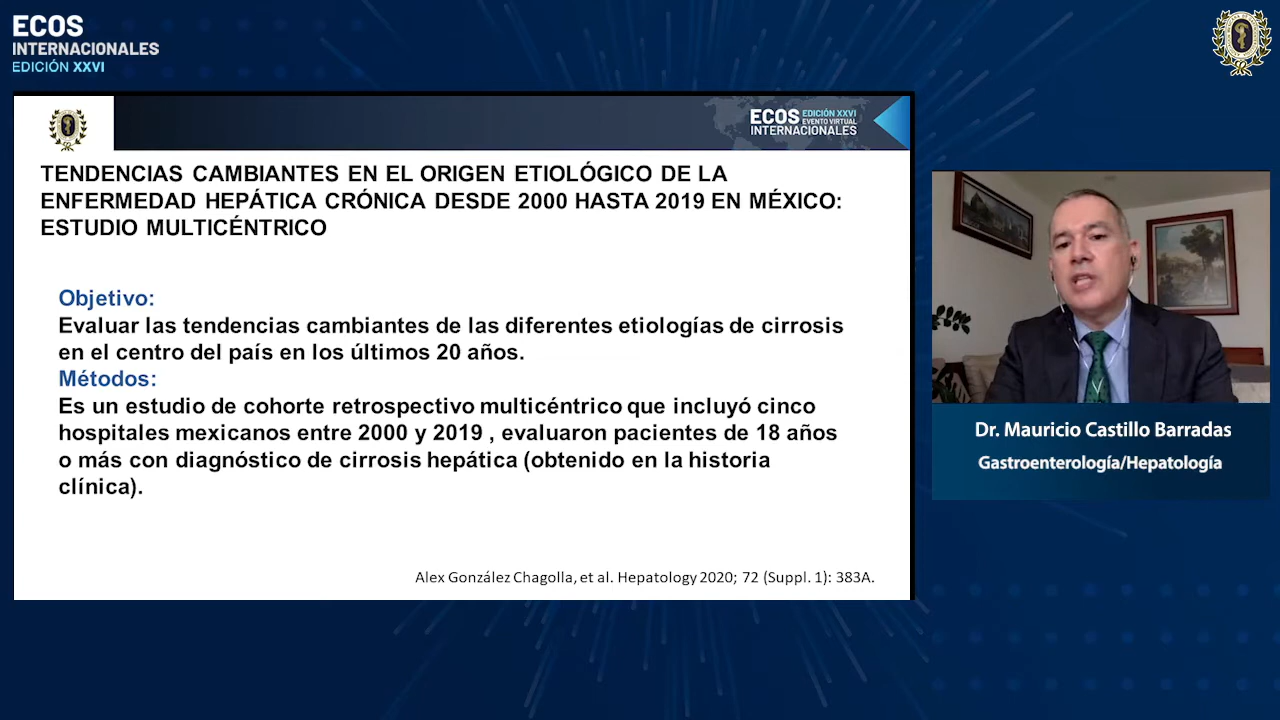 ECOS
INTERNACIONALES
EDICIÓN XXVI
ECOS EDICIÓN XXVI
EVENTO VIRTUAL
INTERNACIONALES
TENDENCIAS CAMBIANTES EN EL ORIGEN ETIOLÓGICO DE LA
ENFERMEDAD HEPÁTICA CRÓNICA DESDE 2000 HASTA 2019 EN MÉXICO:
ESTUDIO MULTICÉNTRICO
Objetivo:
Evaluar las tendencias cambiantes de las diferentes etiologías de cirrosis
en el centro del país en los últimos 20 años.
Métodos:
Es un estudio de cohorte retrospectivo multicéntrico que incluyó cinco
hospitales mexicanos entre 2000 y 2019 , evaluaron pacientes de 18 años
o más con diagnóstico de cirrosis hepática (obtenido en la historia
clínica).
Alex González Chagolla, et al. Hepatology 2020; 72 (Suppl. 1): 383A.
Dr. Mauricio Castillo Barradas
Gastroenterología/Hepatología